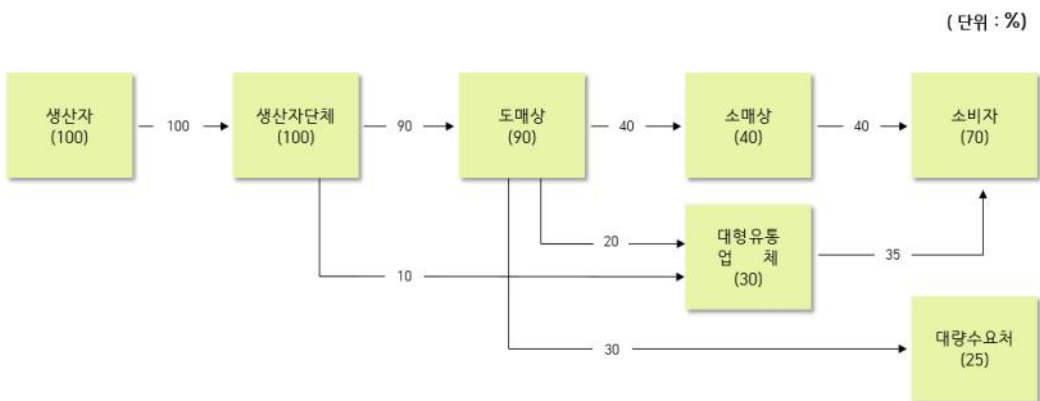 ( 단위 : %)
생산자
(100)
100
생산자단체
(100)
90
도매상
(90)
40
소매상
(40)
40
소비자
(70)
20
대형유통
업 체
(30)
35
10
30
대량수요처
(25)